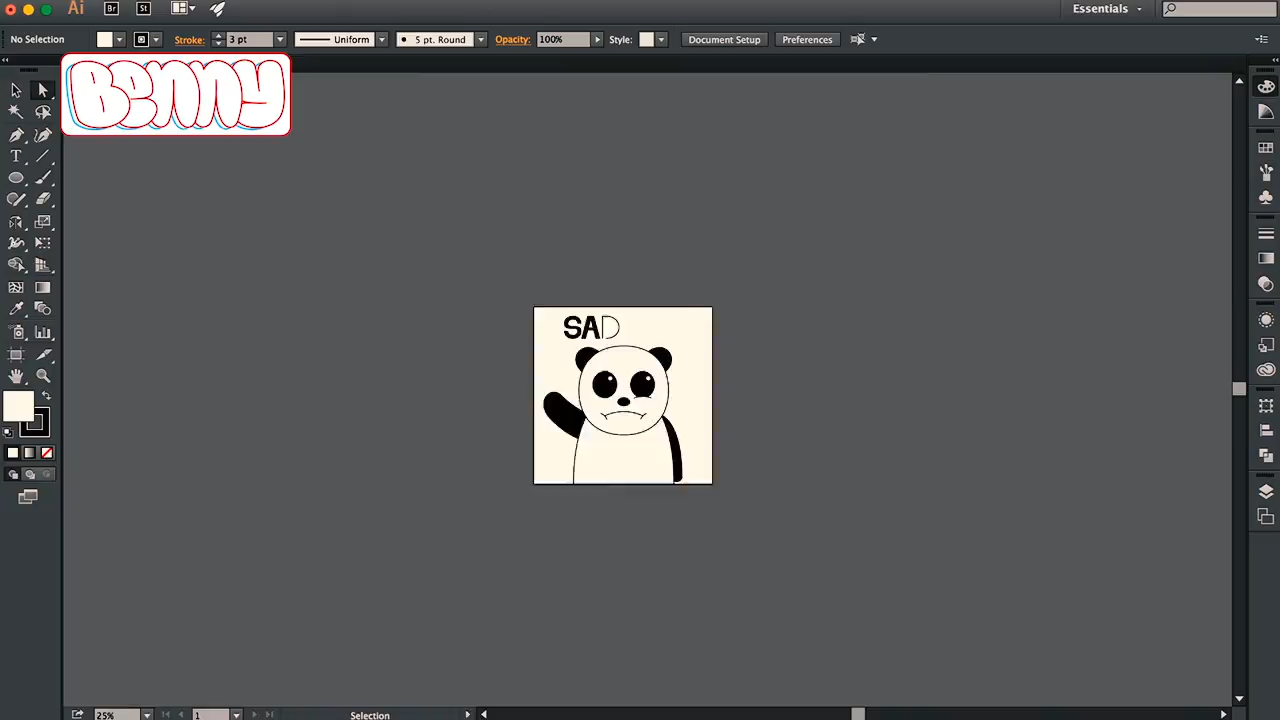 Ai Br St Essentials
No Selection Stroke: 3 pt Uniform 5 pt. Round Opacity: 100% Style: Document Setup Preferences
Benny
SAD
25% 1 Selection